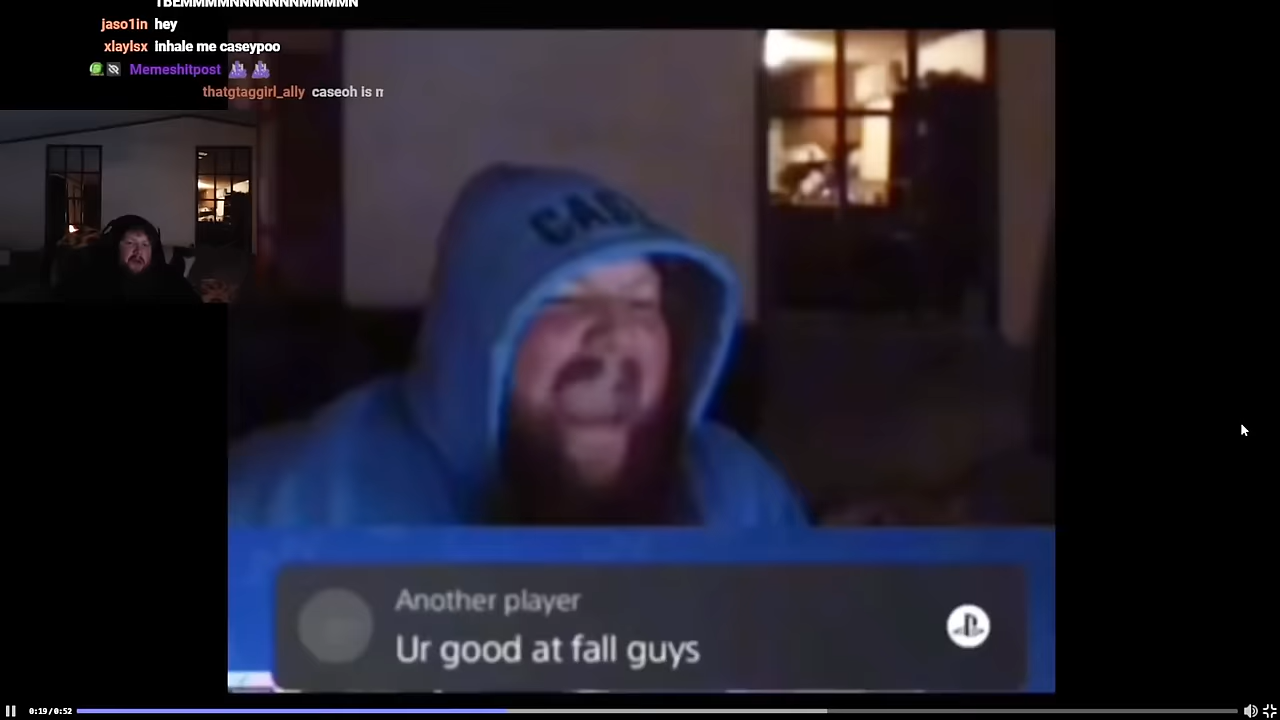 TBEMMMMNNNNNNNMMMMN
jaso1in hey
xlaylsx inhale me caseypoo
Memeshitpost
thatgtaggirl_ally caseoh is
Another player
Ur good at fall guys
0:19/0:52